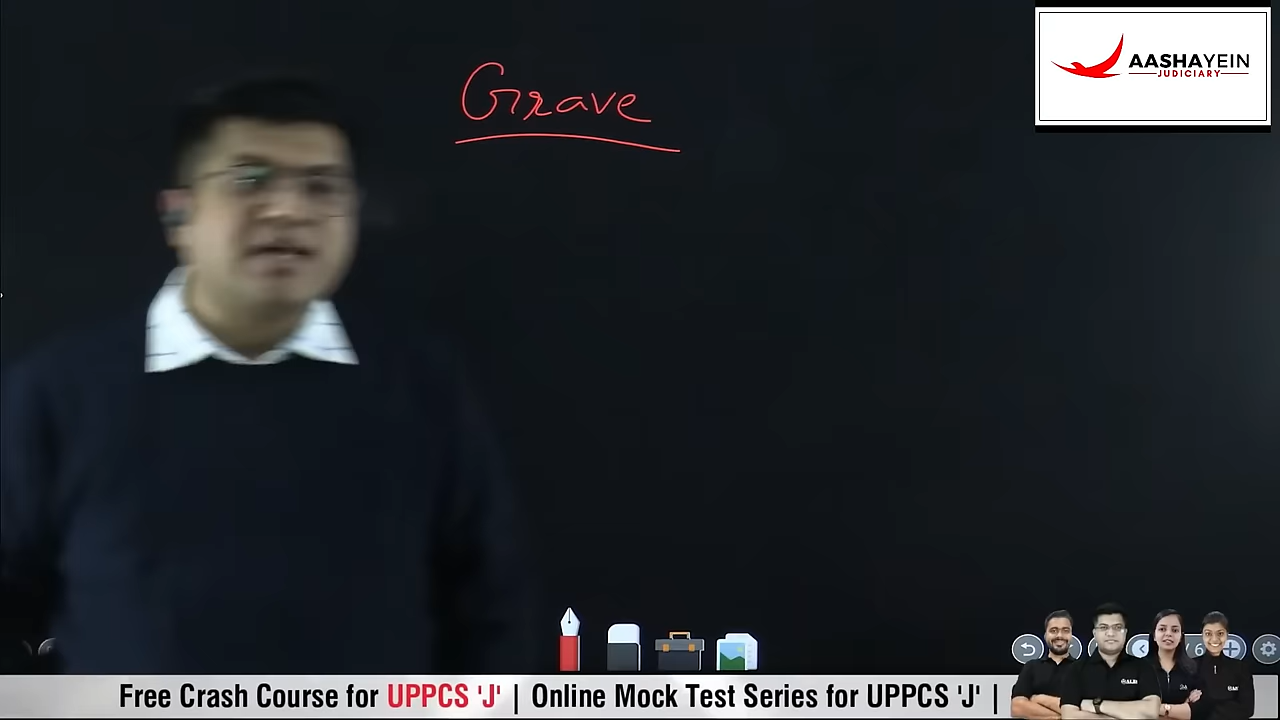 Grave
AASHAYEIN
JUDICIARY
Free Crash Course for UPPCS 'J' | Online Mock Test Series for UPPCS 'J' |